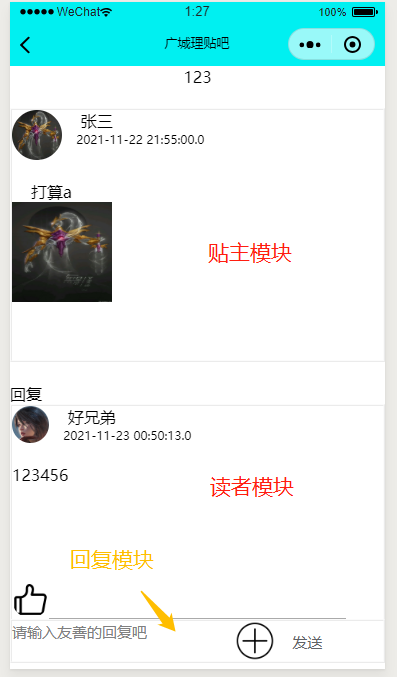 WeChat 1:27 100%
广城理贴吧
123
张三
2021-11-22 21:55:00.0
打算a
贴主模块
回复
好兄弟
2021-11-23 00:50:13.0
123456
读者模块
回复模块
请输入友善的回复吧 发送